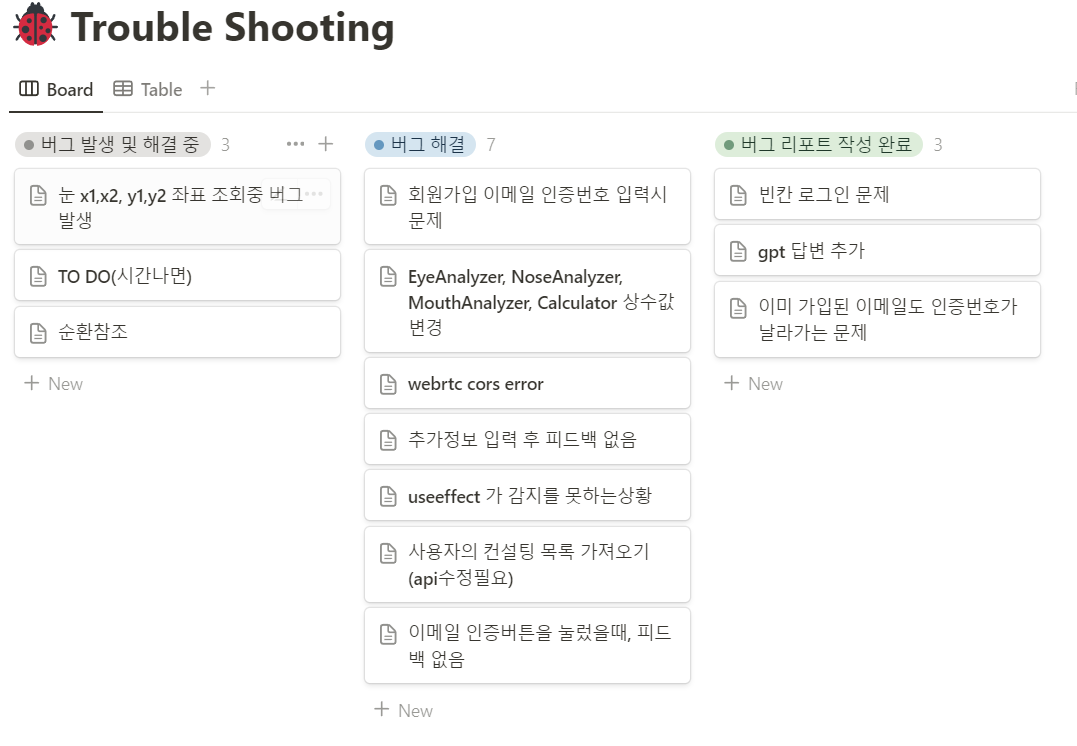 Trouble Shooting
Board
Table
버그 발생 및 해결 중 3
눈 x1,x2, y1,y2 좌표 조회중 버그
발생
TO DO(시간나면)
순환참조
New
버그 해결 7
회원가입 이메일 인증번호 입력시
문제
EyeAnalyzer, NoseAnalyzer,
MouthAnalyzer, Calculator 상수값
변경
webrtc cors error
추가정보 입력 후 피드백 없음
useeffect 가 감지를 못하는상황
사용자의 컨설팅 목록 가져오기
(api수정필요)
이메일 인증버튼을 눌렀을때, 피드
백 없음
New
버그 리포트 작성 완료 3
빈칸 로그인 문제
gpt 답변 추가
이미 가입된 이메일도 인증번호가
날라가는 문제
New